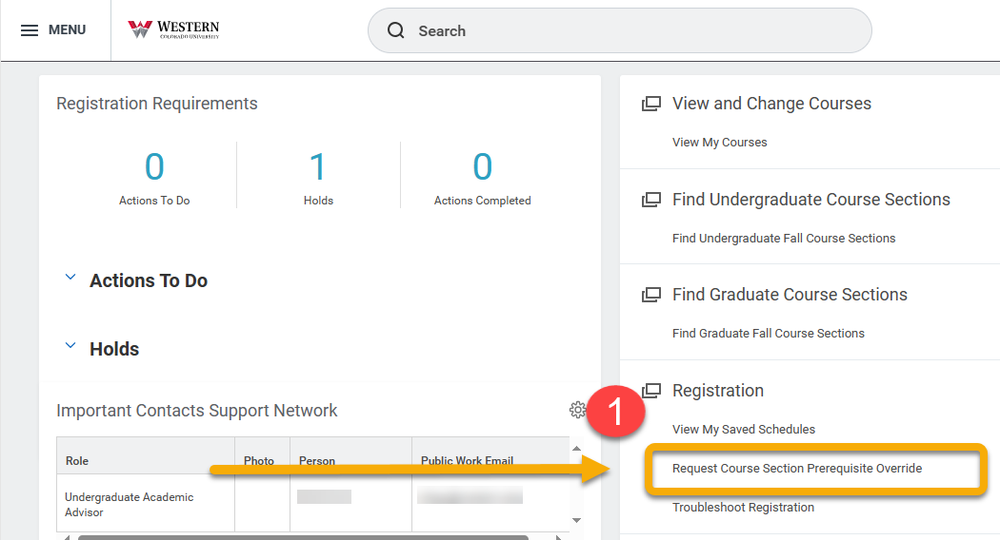 MENU
WESTERN
COLORADO UNIVERSITY
Search
Registration Requirements
0
Actions To Do
1
Holds
0
Actions Completed
Actions To Do
Holds
Important Contacts Support Network
Role Photo Person Public Work Email
Undergraduate Academic
Advisor
View and Change Courses
View My Courses
Find Undergraduate Course Sections
Find Undergraduate Fall Course Sections
Find Graduate Course Sections
Find Graduate Fall Course Sections
1
Registration
View My Saved Schedules
Request Course Section Prerequisite Override
Troubleshoot Registration